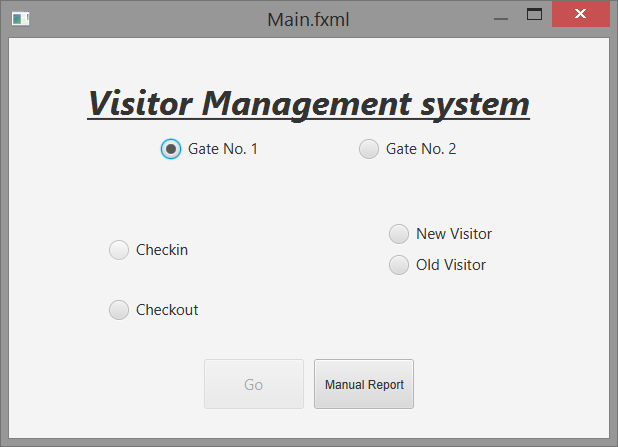 Main.fxml
Visitor Management system
Gate No. 1 Gate No. 2
New Visitor
Checkin
Old Visitor
Checkout
Go Manual Report